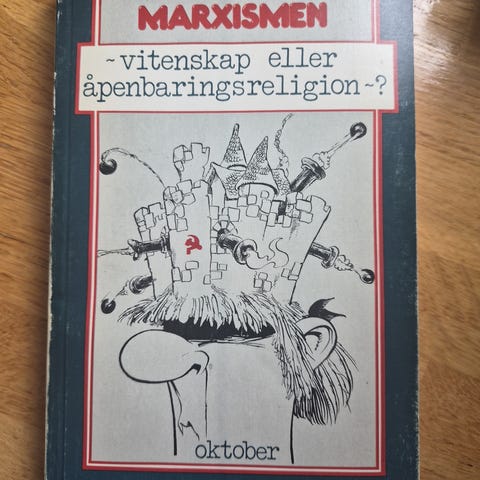 MARXISMEN
~vitenskap eller
åpenbaringsreligion~?
oktober